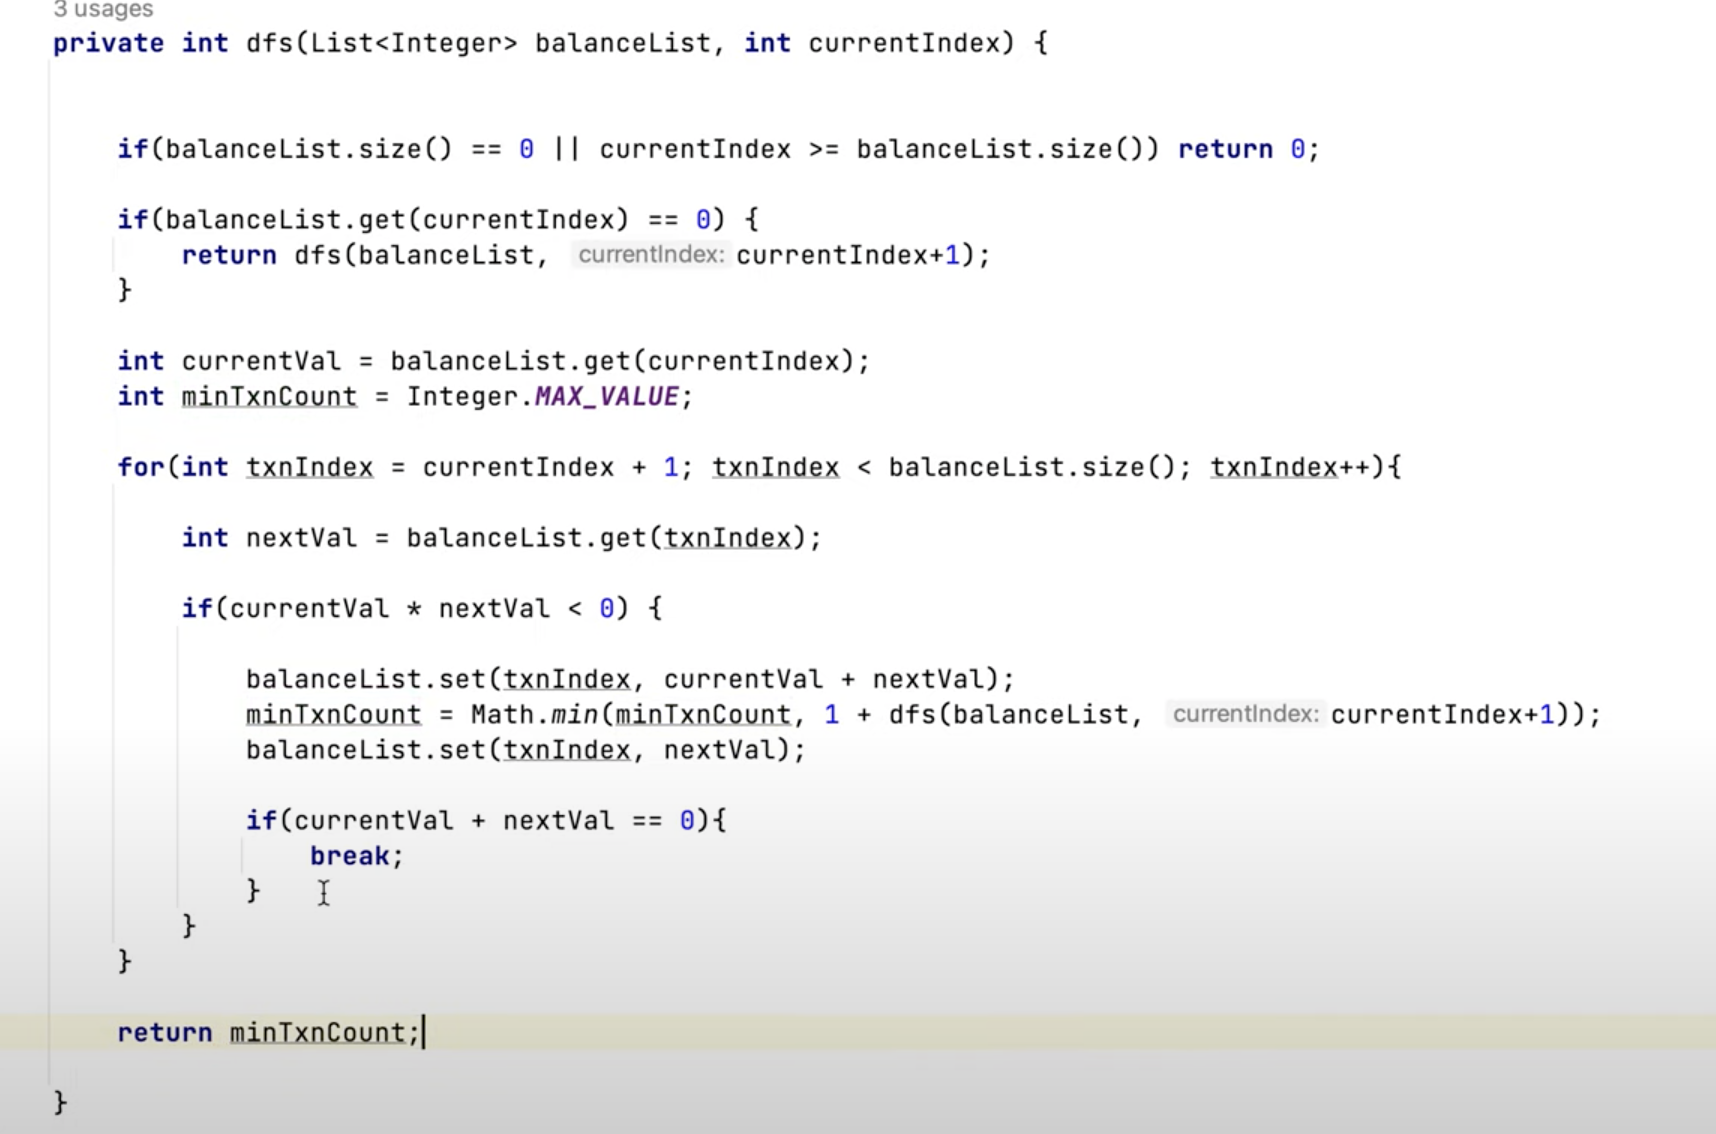 3 usages
private int dfs(List<Integer> balanceList, int currentIndex) {
if(balanceList.size() == 0 || currentIndex >= balanceList.size()) return 0;
if(balanceList.get(currentIndex) == 0) {
return dfs(balanceList, currentIndex: currentIndex+1);
}
int currentVal = balanceList.get(currentIndex);
int minTxnCount = Integer.MAX_VALUE;
for(int txnIndex = currentIndex + 1; txnIndex < balanceList.size(); txnIndex++){
int nextVal = balanceList.get(txnIndex);
if(currentVal * nextVal < 0) {
balanceList.set(txnIndex, currentVal + nextVal);
minTxnCount = Math.min(minTxnCount, 1 + dfs(balanceList, currentIndex: currentIndex+1));
balanceList.set(txnIndex, nextVal);
if(currentVal + nextVal == 0){
break;
}
}
}
return minTxnCount;
}